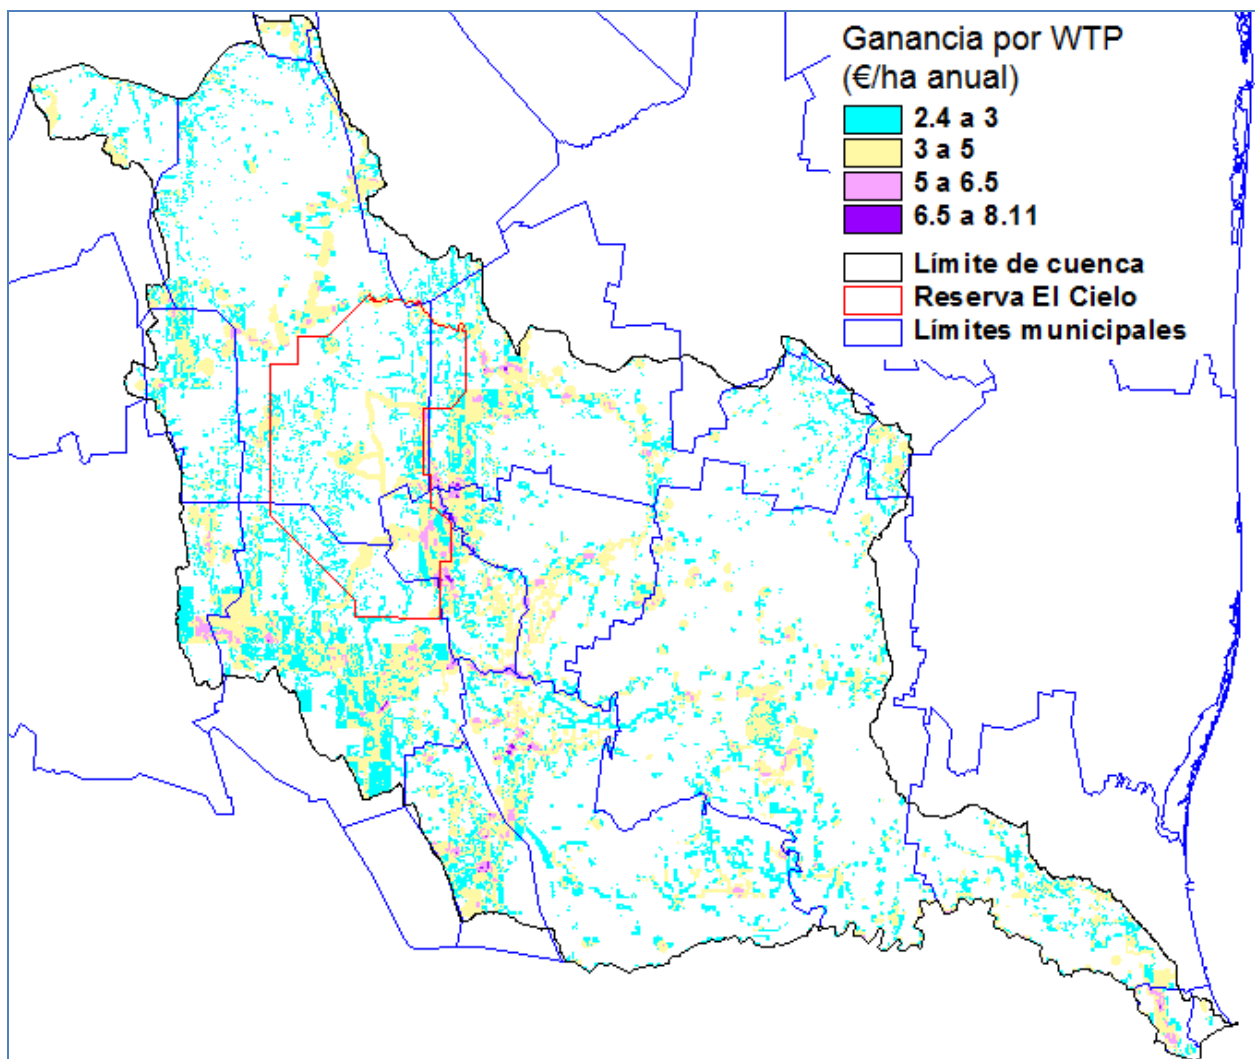 Ganancia por WTP
(€/ha anual)
2.4 a 3
3 a 5
5 a 6.5
6.5 a 8.11
Límite de cuenca
Reserva El Cielo
Límites municipales